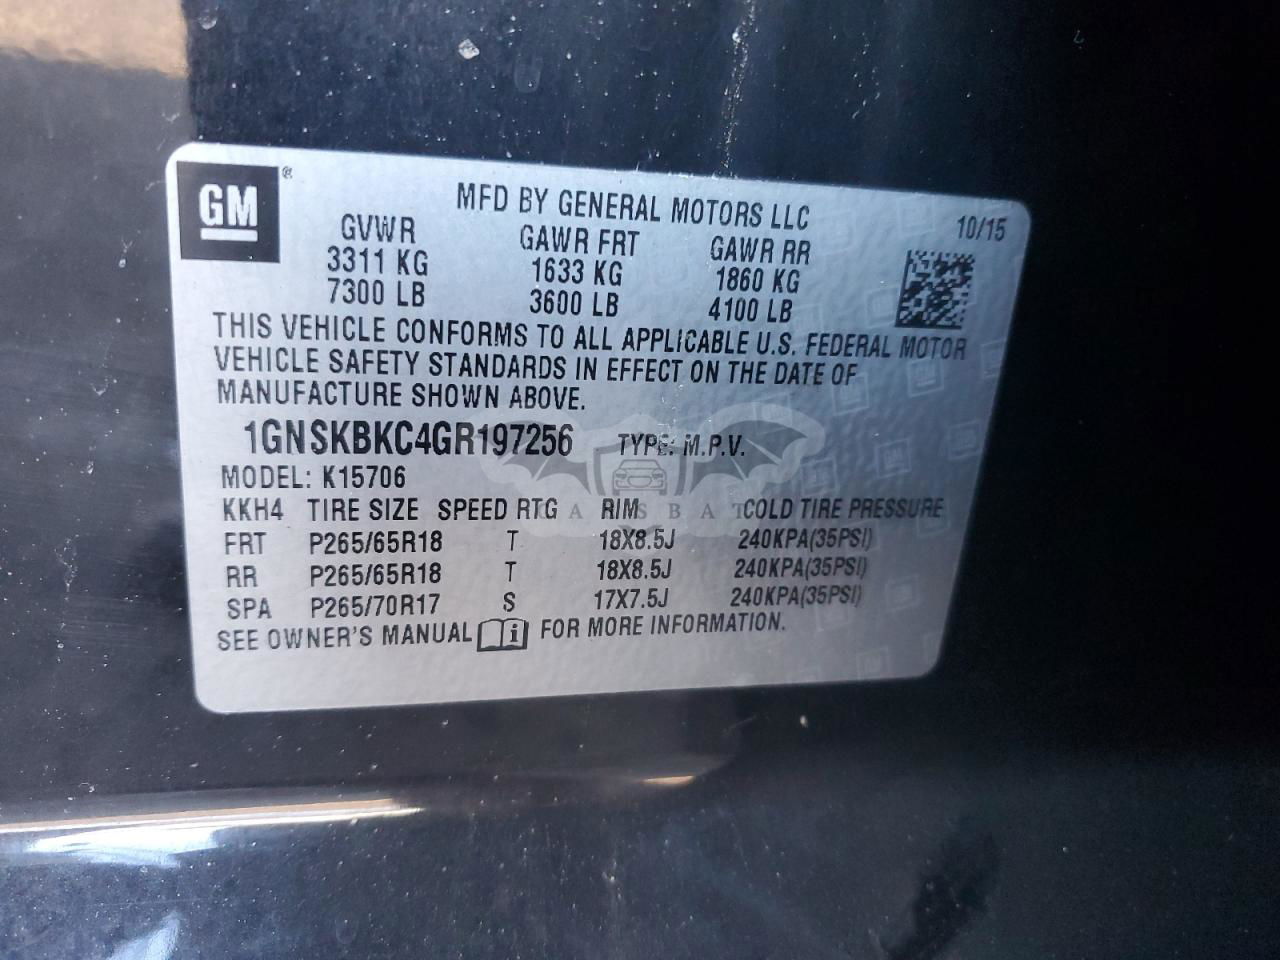 GM ®
MFD BY GENERAL MOTORS LLC
10/15
GVWR GAWR FRT GAWR RR
3311 KG 1633 KG 1860 KG
7300 LB 3600 LB 4100 LB
THIS VEHICLE CONFORMS TO ALL APPLICABLE U.S. FEDERAL MOTOR
VEHICLE SAFETY STANDARDS IN EFFECT ON THE DATE OF
MANUFACTURE SHOWN ABOVE.
1GNSKBKC4GR197256 TYPE: M.P.V.
MODEL: K15706
KKH4 TIRE SIZE SPEED RTG RIM COLD TIRE PRESSURE
FRT P265/65R18 T 18X8.5J 240KPA(35PSI)
RR P265/65R18 T 18X8.5J 240KPA(35PSI)
SPA P265/70R17 S 17X7.5J 240KPA(35PSI)
SEE OWNER'S MANUAL i FOR MORE INFORMATION.
CARSBAT